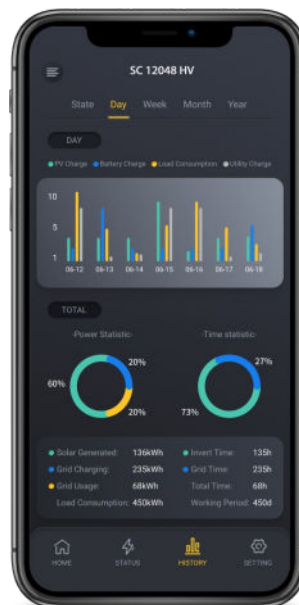 SC 12048 HV
State Day Week Month Year
DAY
PV Charge Battery Charge Load Consumption Utility Charge
10
5
1
06-12 06-13 06-14 06-15 06-16 06-17 06-18
TOTAL
·Power Statistic· ·Time statistic·
20% 27%
60%
20% 73%
Solar Generated: 136kWh Invert Time: 135h
Grid Charging: 235kWh Grid Time: 235h
Grid Usage: 68kWh Total Time: 68h
Load Consumption: 450kWh Working Period: 450d
HOME STATUS HISTORY SETTING